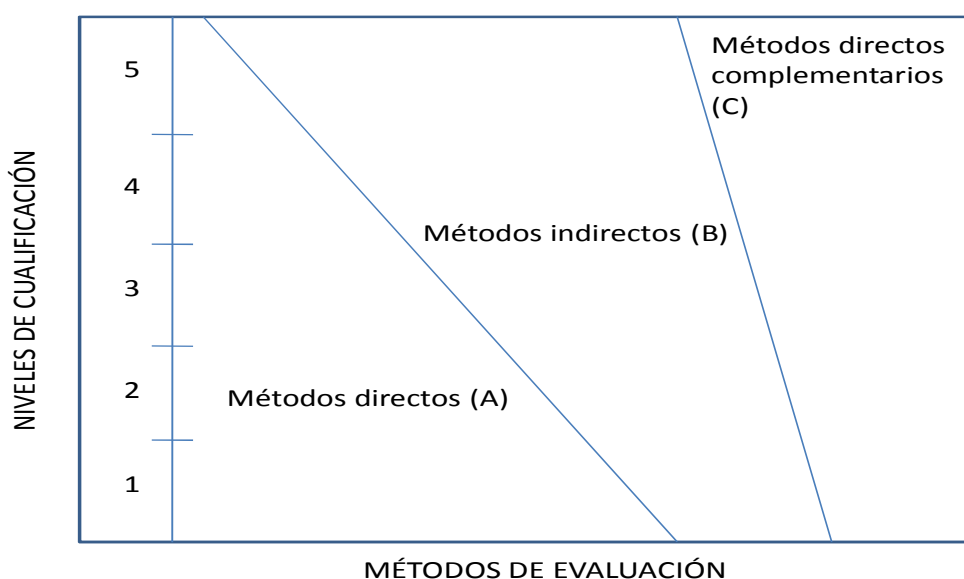 NIVELES DE CUALIFICACIÓN
5
4
3
2
1
Métodos directos
complementarios
(C)
Métodos indirectos (B)
Métodos directos (A)
MÉTODOS DE EVALUACIÓN